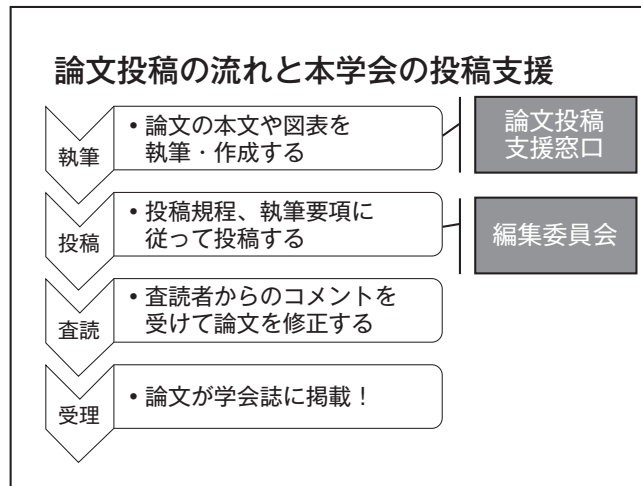 論文投稿の流れと本学会の投稿支援
執筆
・論文の本文や図表を
執筆・作成する
論文投稿
支援窓口
投稿
・投稿規程、執筆要項に
従って投稿する
編集委員会
査読
・査読者からのコメントを
受けて論文を修正する
受理
・論文が学会誌に掲載！